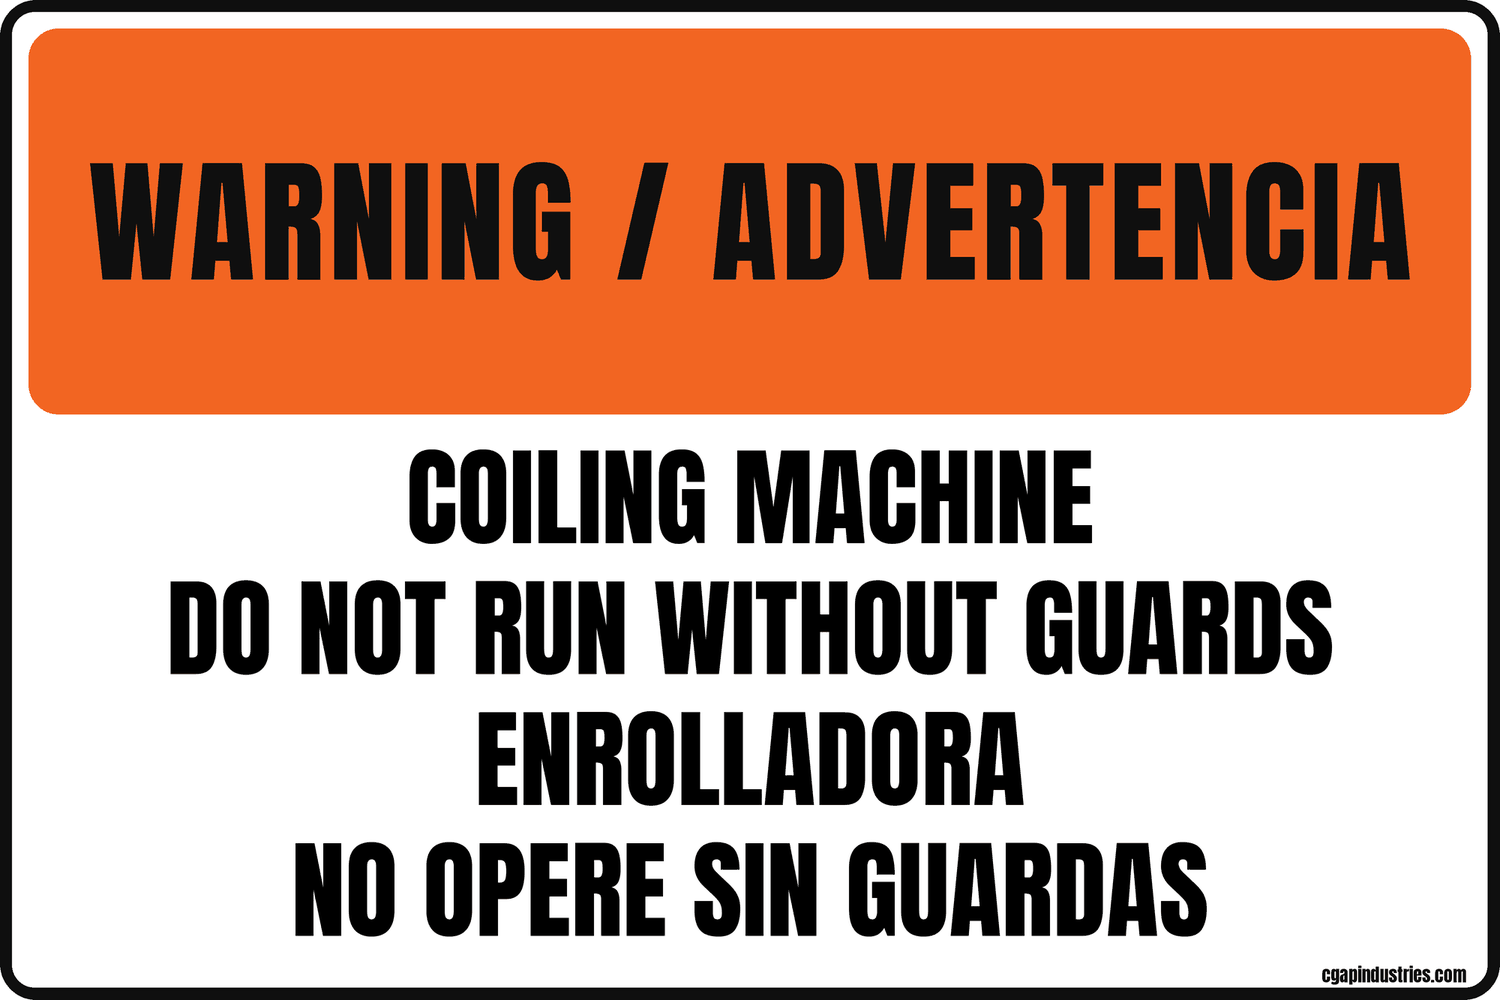 WARNING / ADVERTENCIA
COILING MACHINE
DO NOT RUN WITHOUT GUARDS
ENROLLADORA
NO OPERE SIN GUARDAS
cgapindustries.com